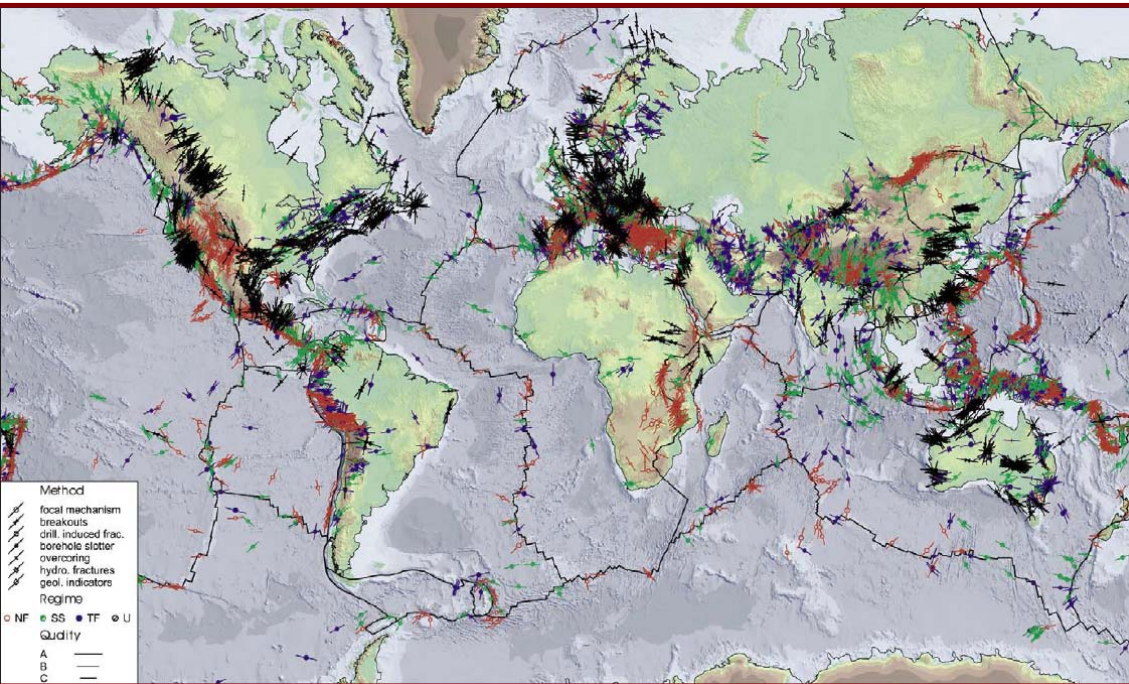 Method
focal mechanism
breakouts
drill. induced frac.
borehole slotter
overcoring
hydro. fractures
geol. indicators
Regime
NF SS TF U
Quality
A
B
C